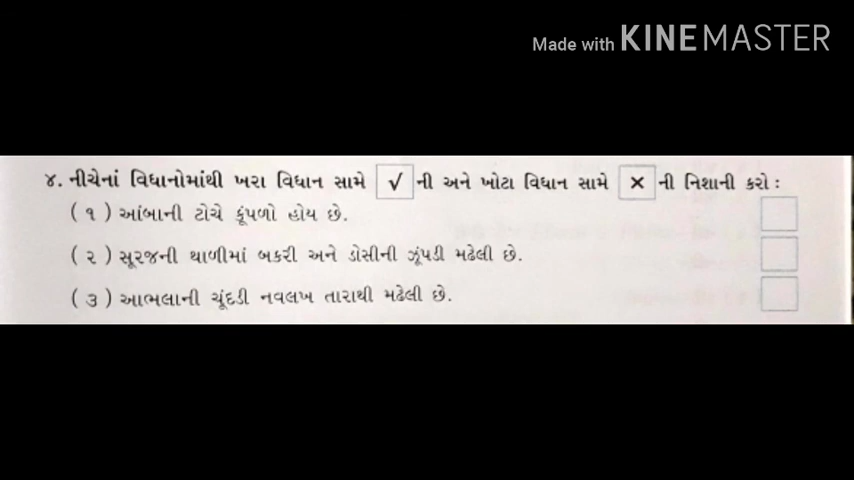 Made with KINEMASTER
૪. નીચેનાં વિધાનોમાંથી ખરા વિધાન સામે √ ની અને ખોટા વિધાન સામે × ની નિશાની કરો :
( ૧ ) આંબાની ટોચે કૂંપળો હોય છે.
( ૨ ) સૂરજની થાળીમાં બકરી અને ડોસીની ઝૂંપડી મઢેલી છે.
( ૩ ) આભલાની ચૂંદડી નવલખ તારાથી મઢેલી છે.